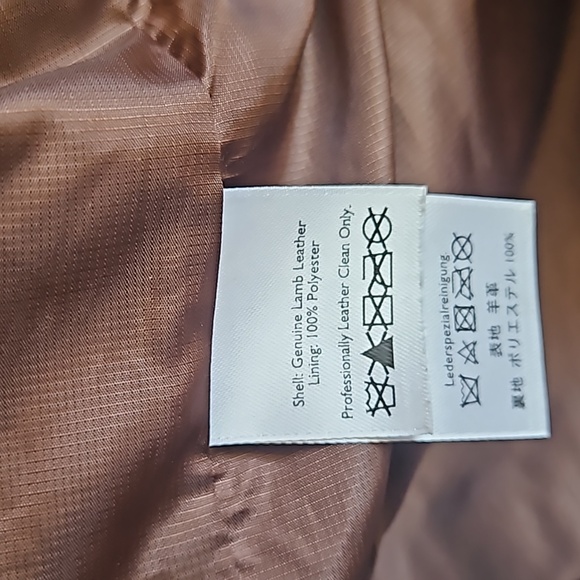 Shell: Genuine Lamb Leather
Lining: 100% Polyester
Professionally Leather Clean Only.
Lederspezialreinigung
表地 羊革
裏地 ポリエステル 100%